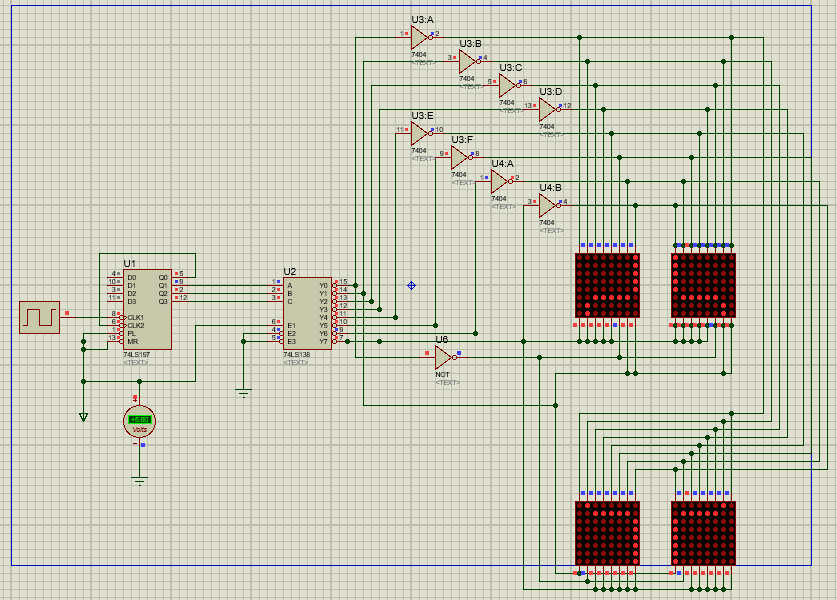 U3:A
1 2
7404
<TEXT>
U3:B
3 4
7404
<TEXT>
U3:C
5 6
7404
<TEXT>
U3:D
13 12
7404
<TEXT>
U3:E
11 10
7404
<TEXT>
U3:F
9 8
7404
<TEXT>
U4:A
1 2
7404
<TEXT>
U4:B
3 4
7404
<TEXT>
U1
4 D0 Q0 5
10 D1 Q1 9
3 D2 Q2 2
11 D3 Q3 12
8 CLK1
6 CLK2
1 PL
13 MR
74LS197
<TEXT>
U2
1 A Y0 15
2 B Y1 14
3 C Y2 13
Y3 12
Y4 11
6 E1 Y5 10
4 E2 Y6 9
5 E3 Y7 7
74LS138
<TEXT>
U6
NOT
<TEXT>
+5.00
Volts